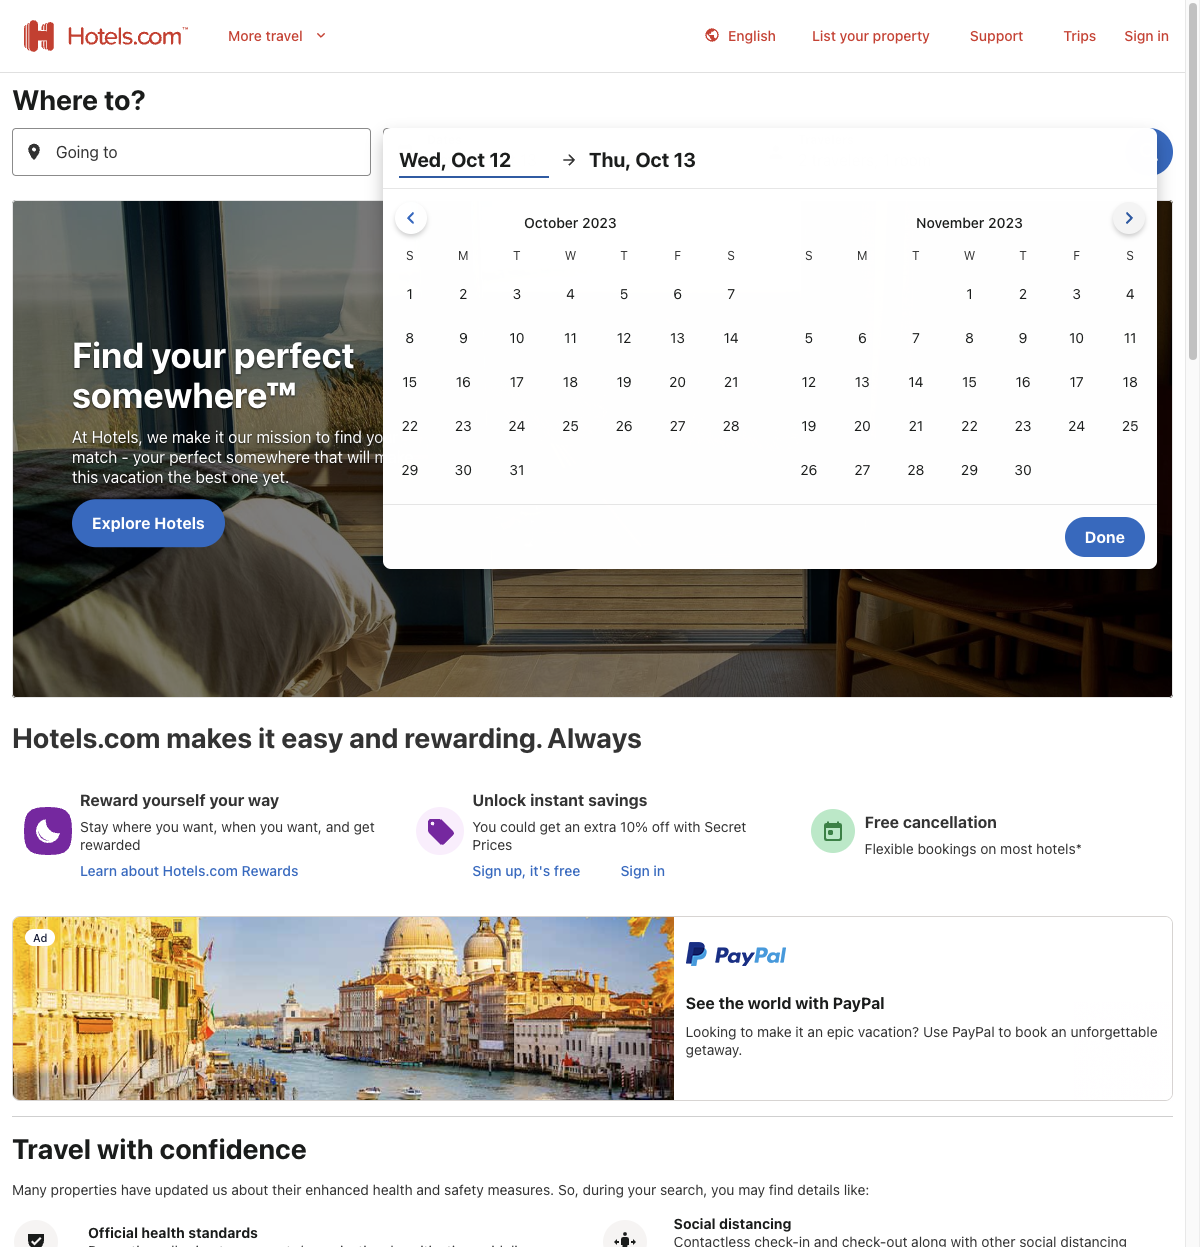 Hotels.com™
More travel
English
List your property
Support
Trips
Sign in
Where to?
Going to
Wed, Oct 12
Thu, Oct 13
October 2023
November 2023
S M T W T F S
S M T W T F S
1 2 3 4 5 6 7
1 2 3 4
8 9 10 11 12 13 14
5 6 7 8 9 10 11
15 16 17 18 19 20 21
12 13 14 15 16 17 18
22 23 24 25 26 27 28
19 20 21 22 23 24 25
29 30 31
26 27 28 29 30
Done
Find your perfect
somewhere™
At Hotels, we make it our mission to find yo
match - your perfect somewhere that will
this vacation the best one yet.
Explore Hotels
Hotels.com makes it easy and rewarding. Always
Reward yourself your way
Stay where you want, when you want, and get
rewarded
Learn about Hotels.com Rewards
Unlock instant savings
You could get an extra 10% off with Secret
Prices
Sign up, it's free
Sign in
Free cancellation
Flexible bookings on most hotels*
Ad
PayPal
See the world with PayPal
Looking to make it an epic vacation? Use PayPal to book an unforgettable
getaway.
Travel with confidence
Many properties have updated us about their enhanced health and safety measures. So, during your search, you may find details like:
Official health standards
Social distancing
Contactless check-in and check-out along with other social distancing